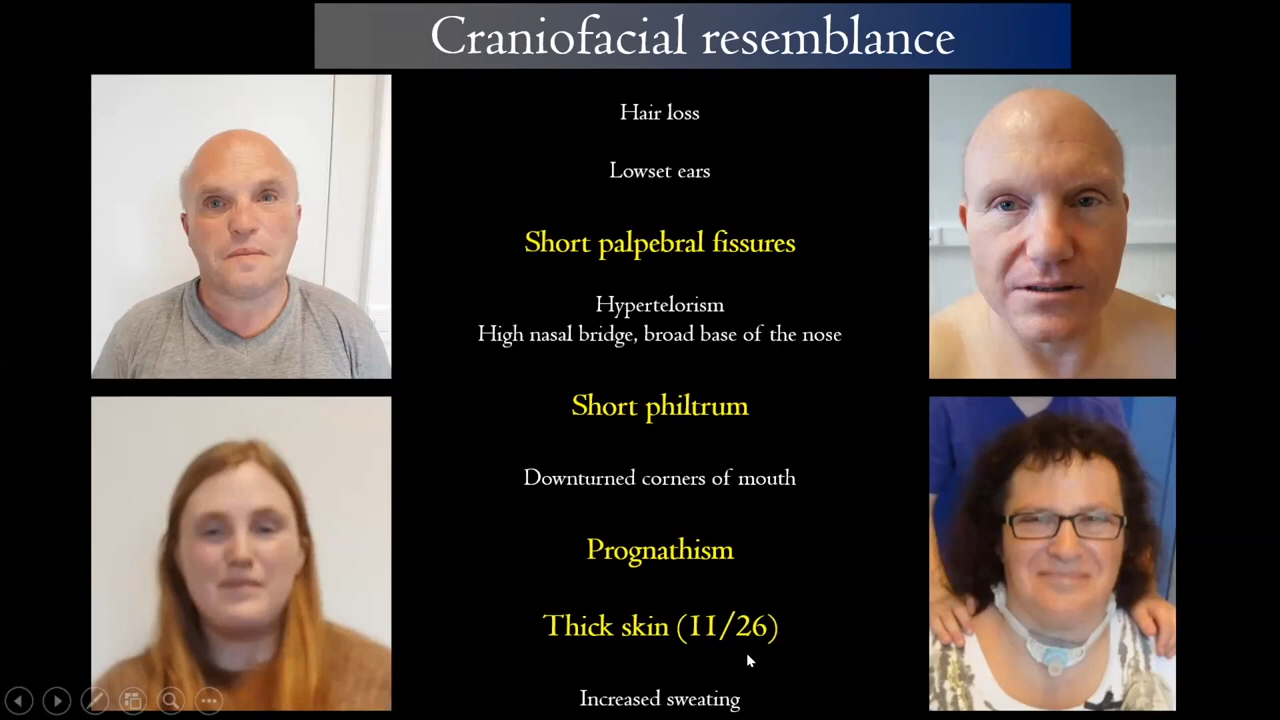 Craniofacial resemblance
Hair loss
Lowset ears
Short palpebral fissures
Hypertelorism
High nasal bridge, broad base of the nose
Short philtrum
Downturned corners of mouth
Prognathism
Thick skin (11/26)
Increased sweating